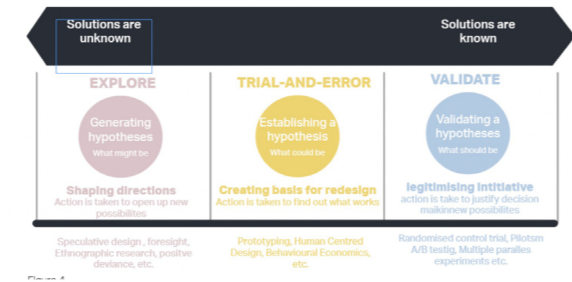 Solutions are
unknown
Solutions are
known
EXPLORE
Generating
hypotheses
What might be
Shaping directions
Action is taken to open up new
possibilites
Speculative design , foresight,
Ethnographic research, positve
deviance, etc.
TRIAL-AND-ERROR
Establishing a
hypothesis
What could be
Creating basis for redesign
Action is taken to find out what works
Prototyping, Human Centred
Design, Behavioural Economics,
etc.
VALIDATE
Validating a
hypotheses
What should be
legitimising intitiative
action is take to justify decision
maikinnew possibilites
Randomised control trial, Pilotsm
A/B testig, Multiple paralles
experiments etc.